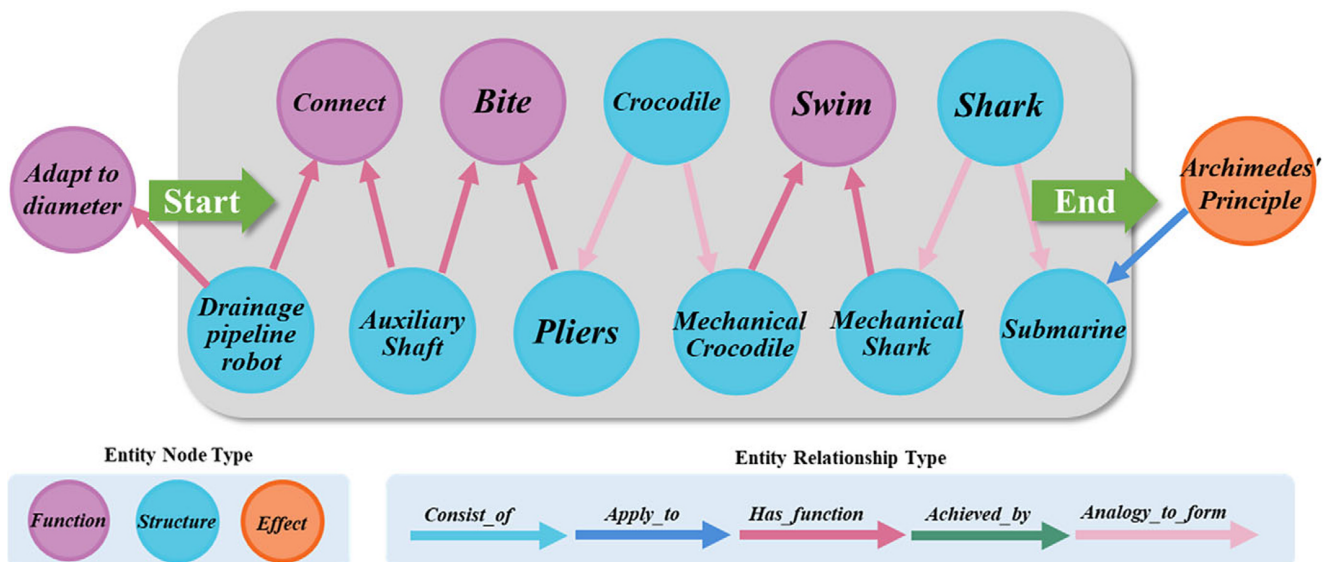 Connect
Bite
Crocodile
Swim
Shark
Adapt to
diameter
Start
End
Archimedes'
Principle
Drainage
pipeline
robot
Auxiliary
Shaft
Pliers
Mechanical
Crocodile
Mechanical
Shark
Submarine
Entity Node Type
Function
Structure
Effect
Entity Relationship Type
Consist_of
Apply_to
Has_function
Achieved_by
Analogy_to_form